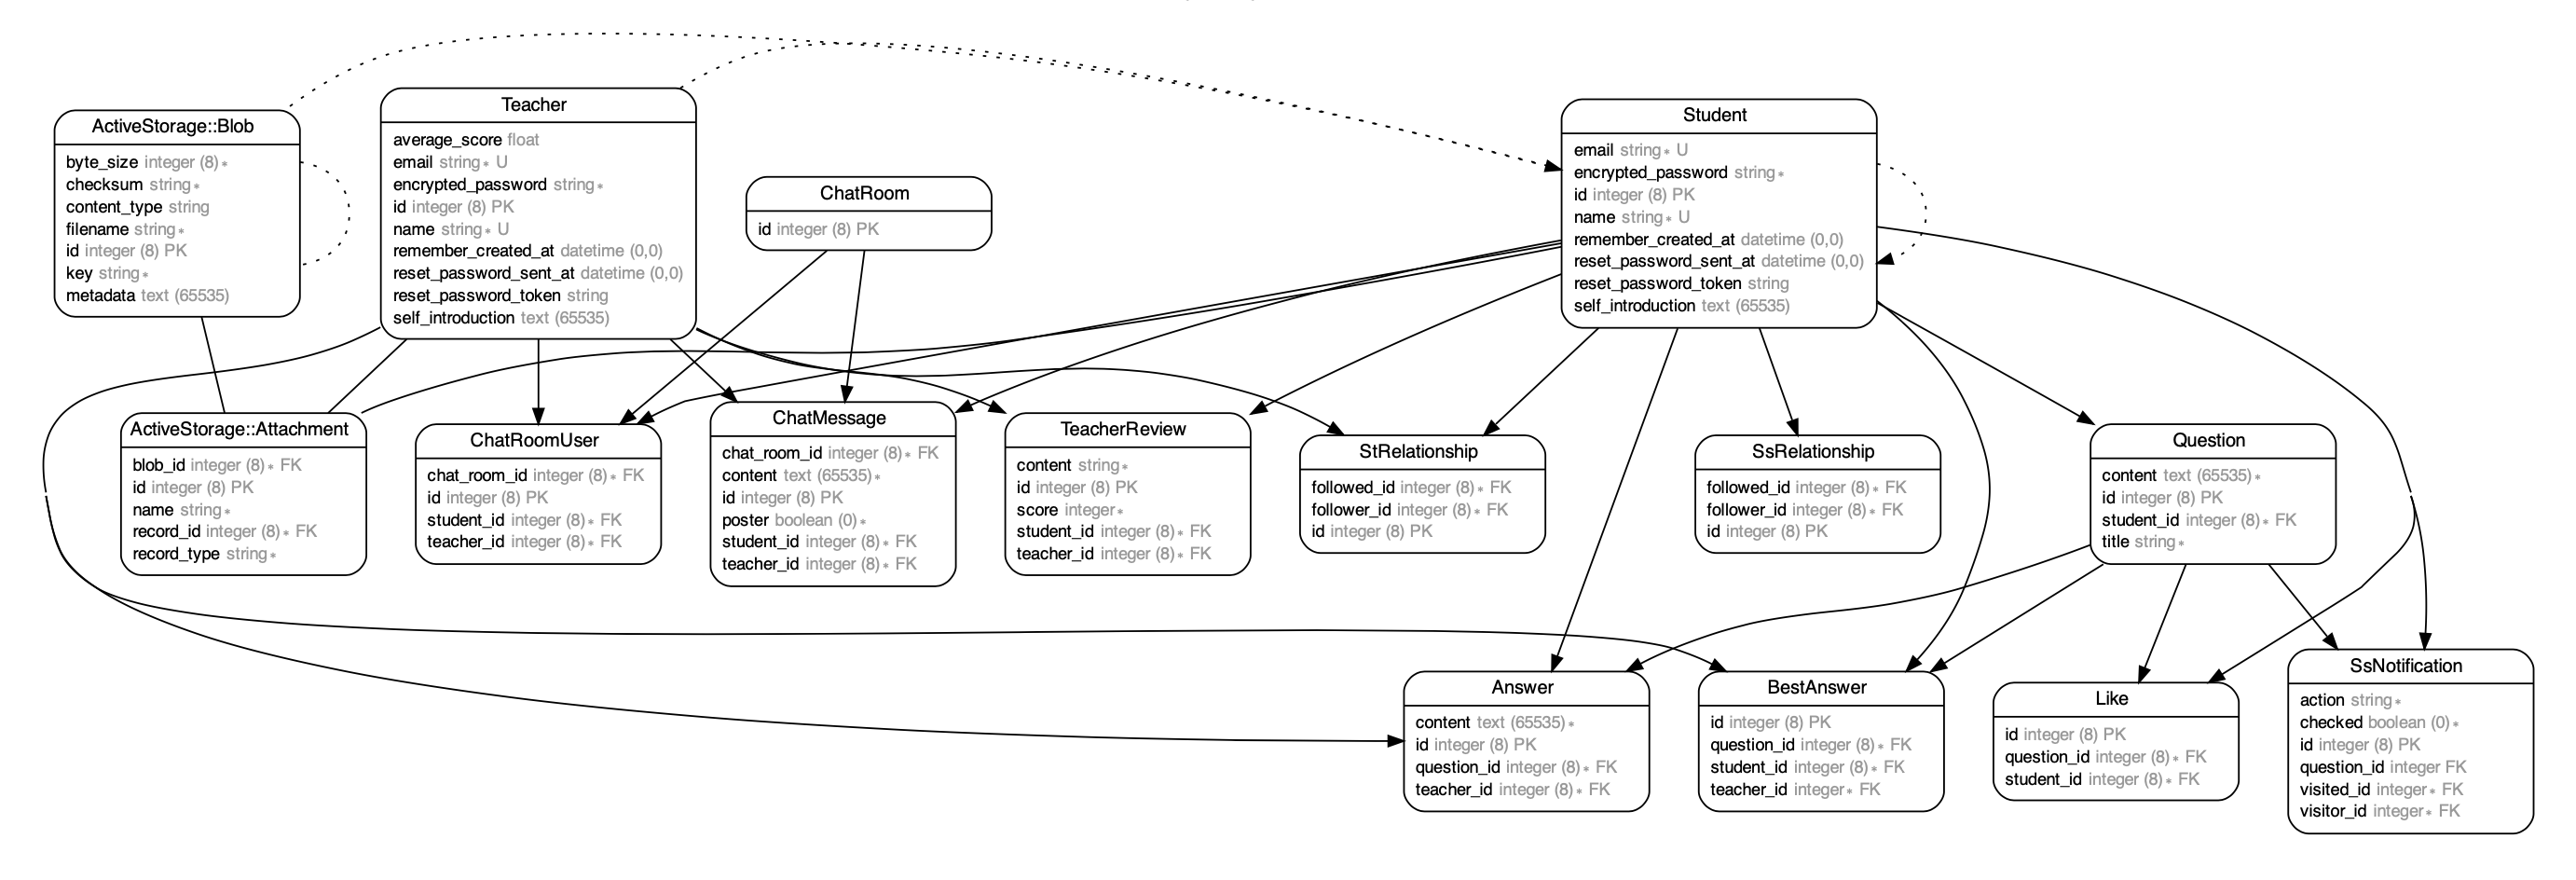 ActiveStorage::Blob
byte_size integer (8) ∗
checksum string ∗
content_type string
filename string ∗
id integer (8) PK
key string ∗
metadata text (65535)
Teacher
average_score float
email string ∗ U
encrypted_password string ∗
id integer (8) PK
name string ∗ U
remember_created_at datetime (0,0)
reset_password_sent_at datetime (0,0)
reset_password_token string
self_introduction text (65535)
ChatRoom
id integer (8) PK
Student
email string ∗ U
encrypted_password string ∗
id integer (8) PK
name string ∗ U
remember_created_at datetime (0,0)
reset_password_sent_at datetime (0,0)
reset_password_token string
self_introduction text (65535)
ActiveStorage::Attachment
blob_id integer (8) ∗ FK
id integer (8) PK
name string ∗
record_id integer (8) ∗ FK
record_type string ∗
ChatRoomUser
chat_room_id integer (8) ∗ FK
id integer (8) PK
student_id integer (8) ∗ FK
teacher_id integer (8) ∗ FK
ChatMessage
chat_room_id integer (8) ∗ FK
content text (65535) ∗
id integer (8) PK
poster boolean (0) ∗
student_id integer (8) ∗ FK
teacher_id integer (8) ∗ FK
TeacherReview
content string ∗
id integer (8) PK
score integer ∗
student_id integer (8) ∗ FK
teacher_id integer (8) ∗ FK
StRelationship
followed_id integer (8) ∗ FK
follower_id integer (8) ∗ FK
id integer (8) PK
SsRelationship
followed_id integer (8) ∗ FK
follower_id integer (8) ∗ FK
id integer (8) PK
Question
content text (65535) ∗
id integer (8) PK
student_id integer (8) ∗ FK
title string ∗
Answer
content text (65535) ∗
id integer (8) PK
question_id integer (8) ∗ FK
teacher_id integer (8) ∗ FK
BestAnswer
id integer (8) PK
question_id integer (8) ∗ FK
student_id integer (8) ∗ FK
teacher_id integer ∗ FK
Like
id integer (8) PK
question_id integer (8) ∗ FK
student_id integer (8) ∗ FK
SsNotification
action string ∗
checked boolean (0) ∗
id integer (8) PK
question_id integer FK
visited_id integer ∗ FK
visitor_id integer ∗ FK